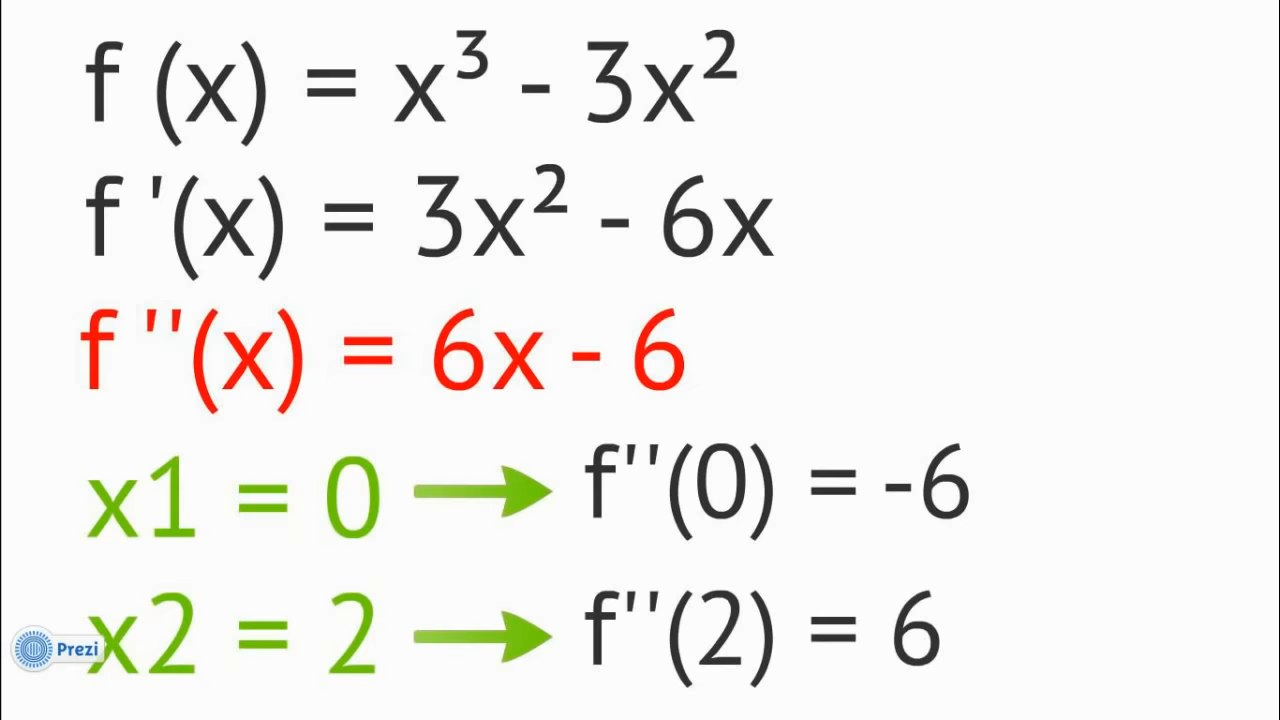 f (x) = x³ - 3x²
f '(x) = 3x² - 6x
f ''(x) = 6x - 6
x1 = 0 f''(0) = -6
x2 = 2 f''(2) = 6
Prezi